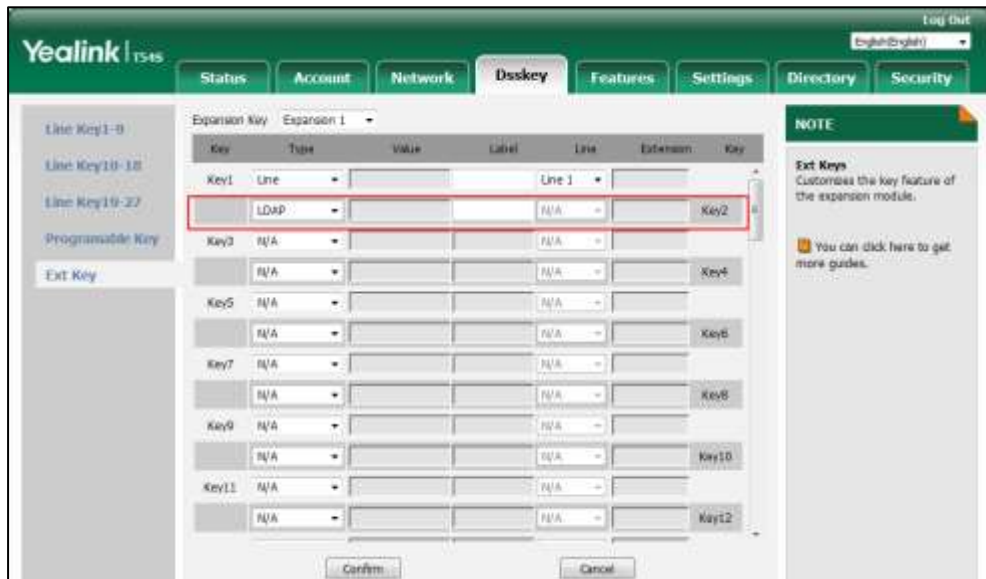 Log Out
Yealink T54S
English(English)
Status Account Network Dsskey Features Settings Directory Security
Line Key1-9
Line Key10-18
Line Key19-27
Programable Key
Ext Key
Expansion Key Expansion 1
Key Type Value Label Line Extension Key
Key1 Line Line 1
LDAP N/A Key2
Key3 N/A N/A
N/A N/A Key4
Key5 N/A N/A
N/A N/A Key6
Key7 N/A N/A
N/A N/A Key8
Key9 N/A N/A
N/A N/A Key10
Key11 N/A N/A
N/A N/A Key12
Confirm Cancel
NOTE
Ext Keys
Customizes the key feature of
the expansion module.
You can click here to get
more guides.